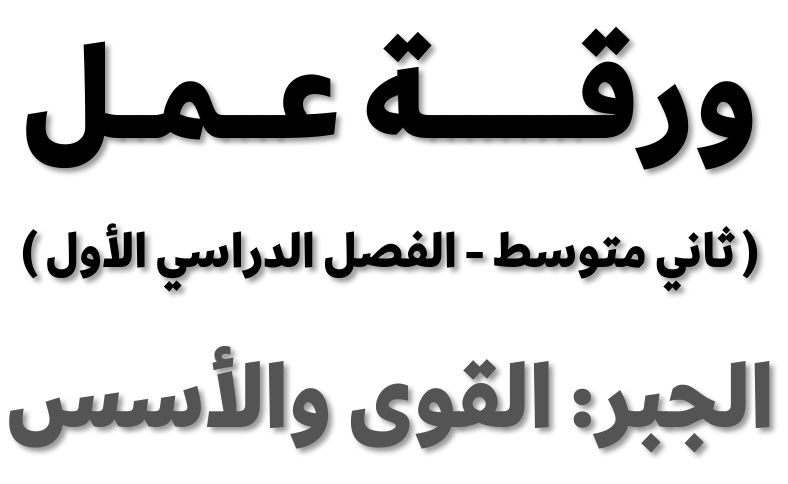 ورقـــة عـمـل
( ثاني متوسط - الفصل الدراسي الأول )
الجبر: القوى والأسس